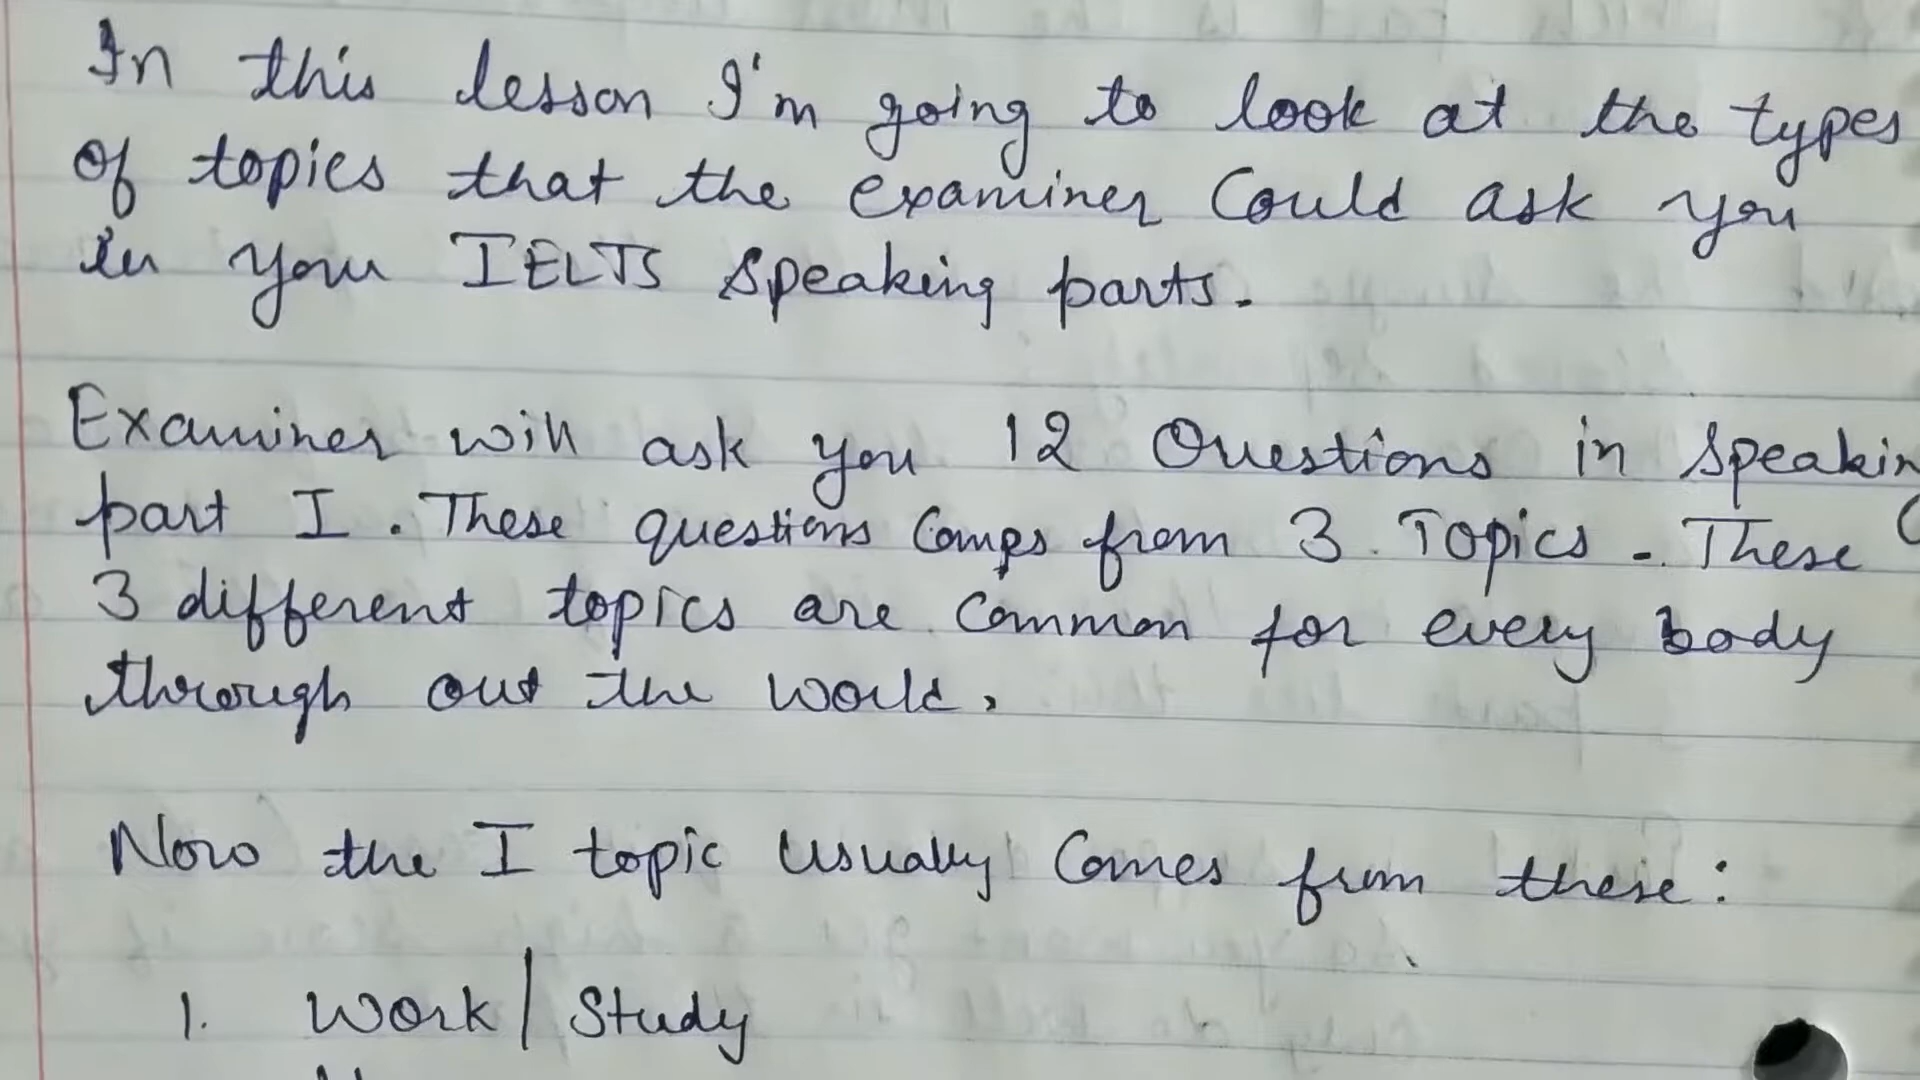 In this lesson I'm going to look at the types
of topics that the examiner Could ask you
in your IELTS Speaking parts.
Examiner will ask you 12 Questions in Speakin
part I. These questions Comes from 3 Topics. These
3 different topics are Common for every body
through out the world.
Now the I topic usually Comes from these:
1. Work/Study